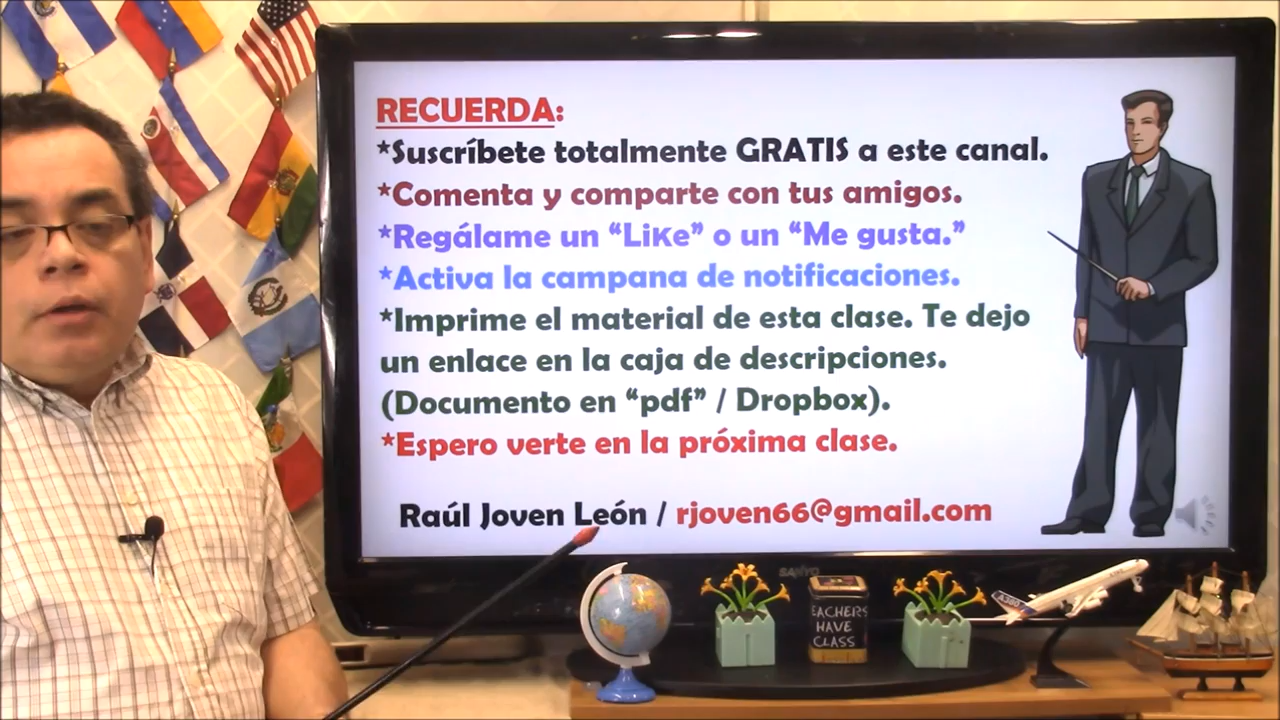 RECUERDA:
*Suscríbete totalmente GRATIS a este canal.
*Comenta y comparte con tus amigos.
*Regálame un “Like” o un “Me gusta.”
*Activa la campana de notificaciones.
*Imprime el material de esta clase. Te dejo
un enlace en la caja de descripciones.
(Documento en “pdf” / Dropbox).
*Espero verte en la próxima clase.
Raúl Joven León / rjoven66@gmail.com
SANYO
TEACHERS
HAVE
CLASS
A380